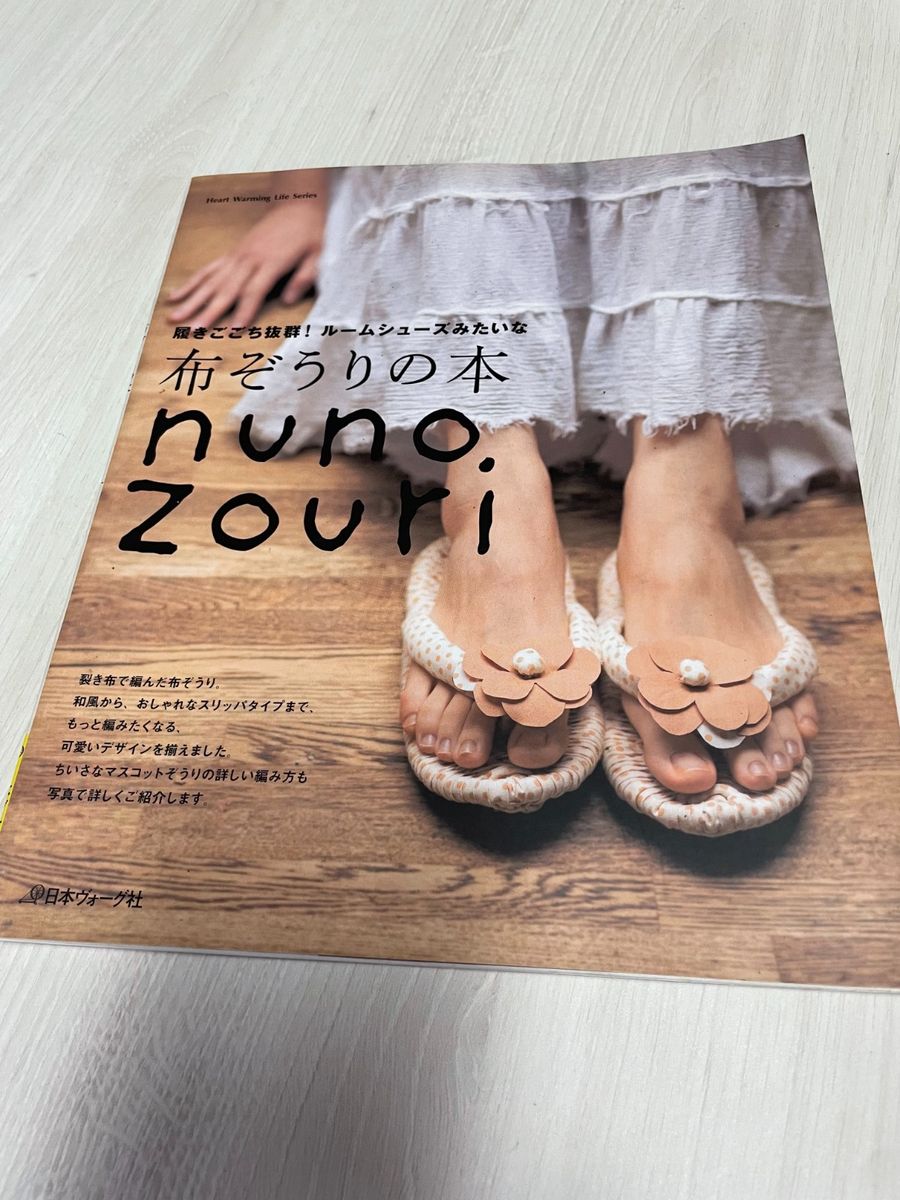 Heart Warming Life Series
履きごごち抜群！ルームシューズみたいな
布ぞうりの本
nuno
zouri
裂き布で編んだ布ぞうり。
和風から、おしゃれなスリッパタイプまで、
もっと編みたくなる、
可愛いデザインを揃えました。
ちいさなマスコットぞうりの詳しい編み方も
写真で詳しくご紹介します。
日本ヴォーグ社